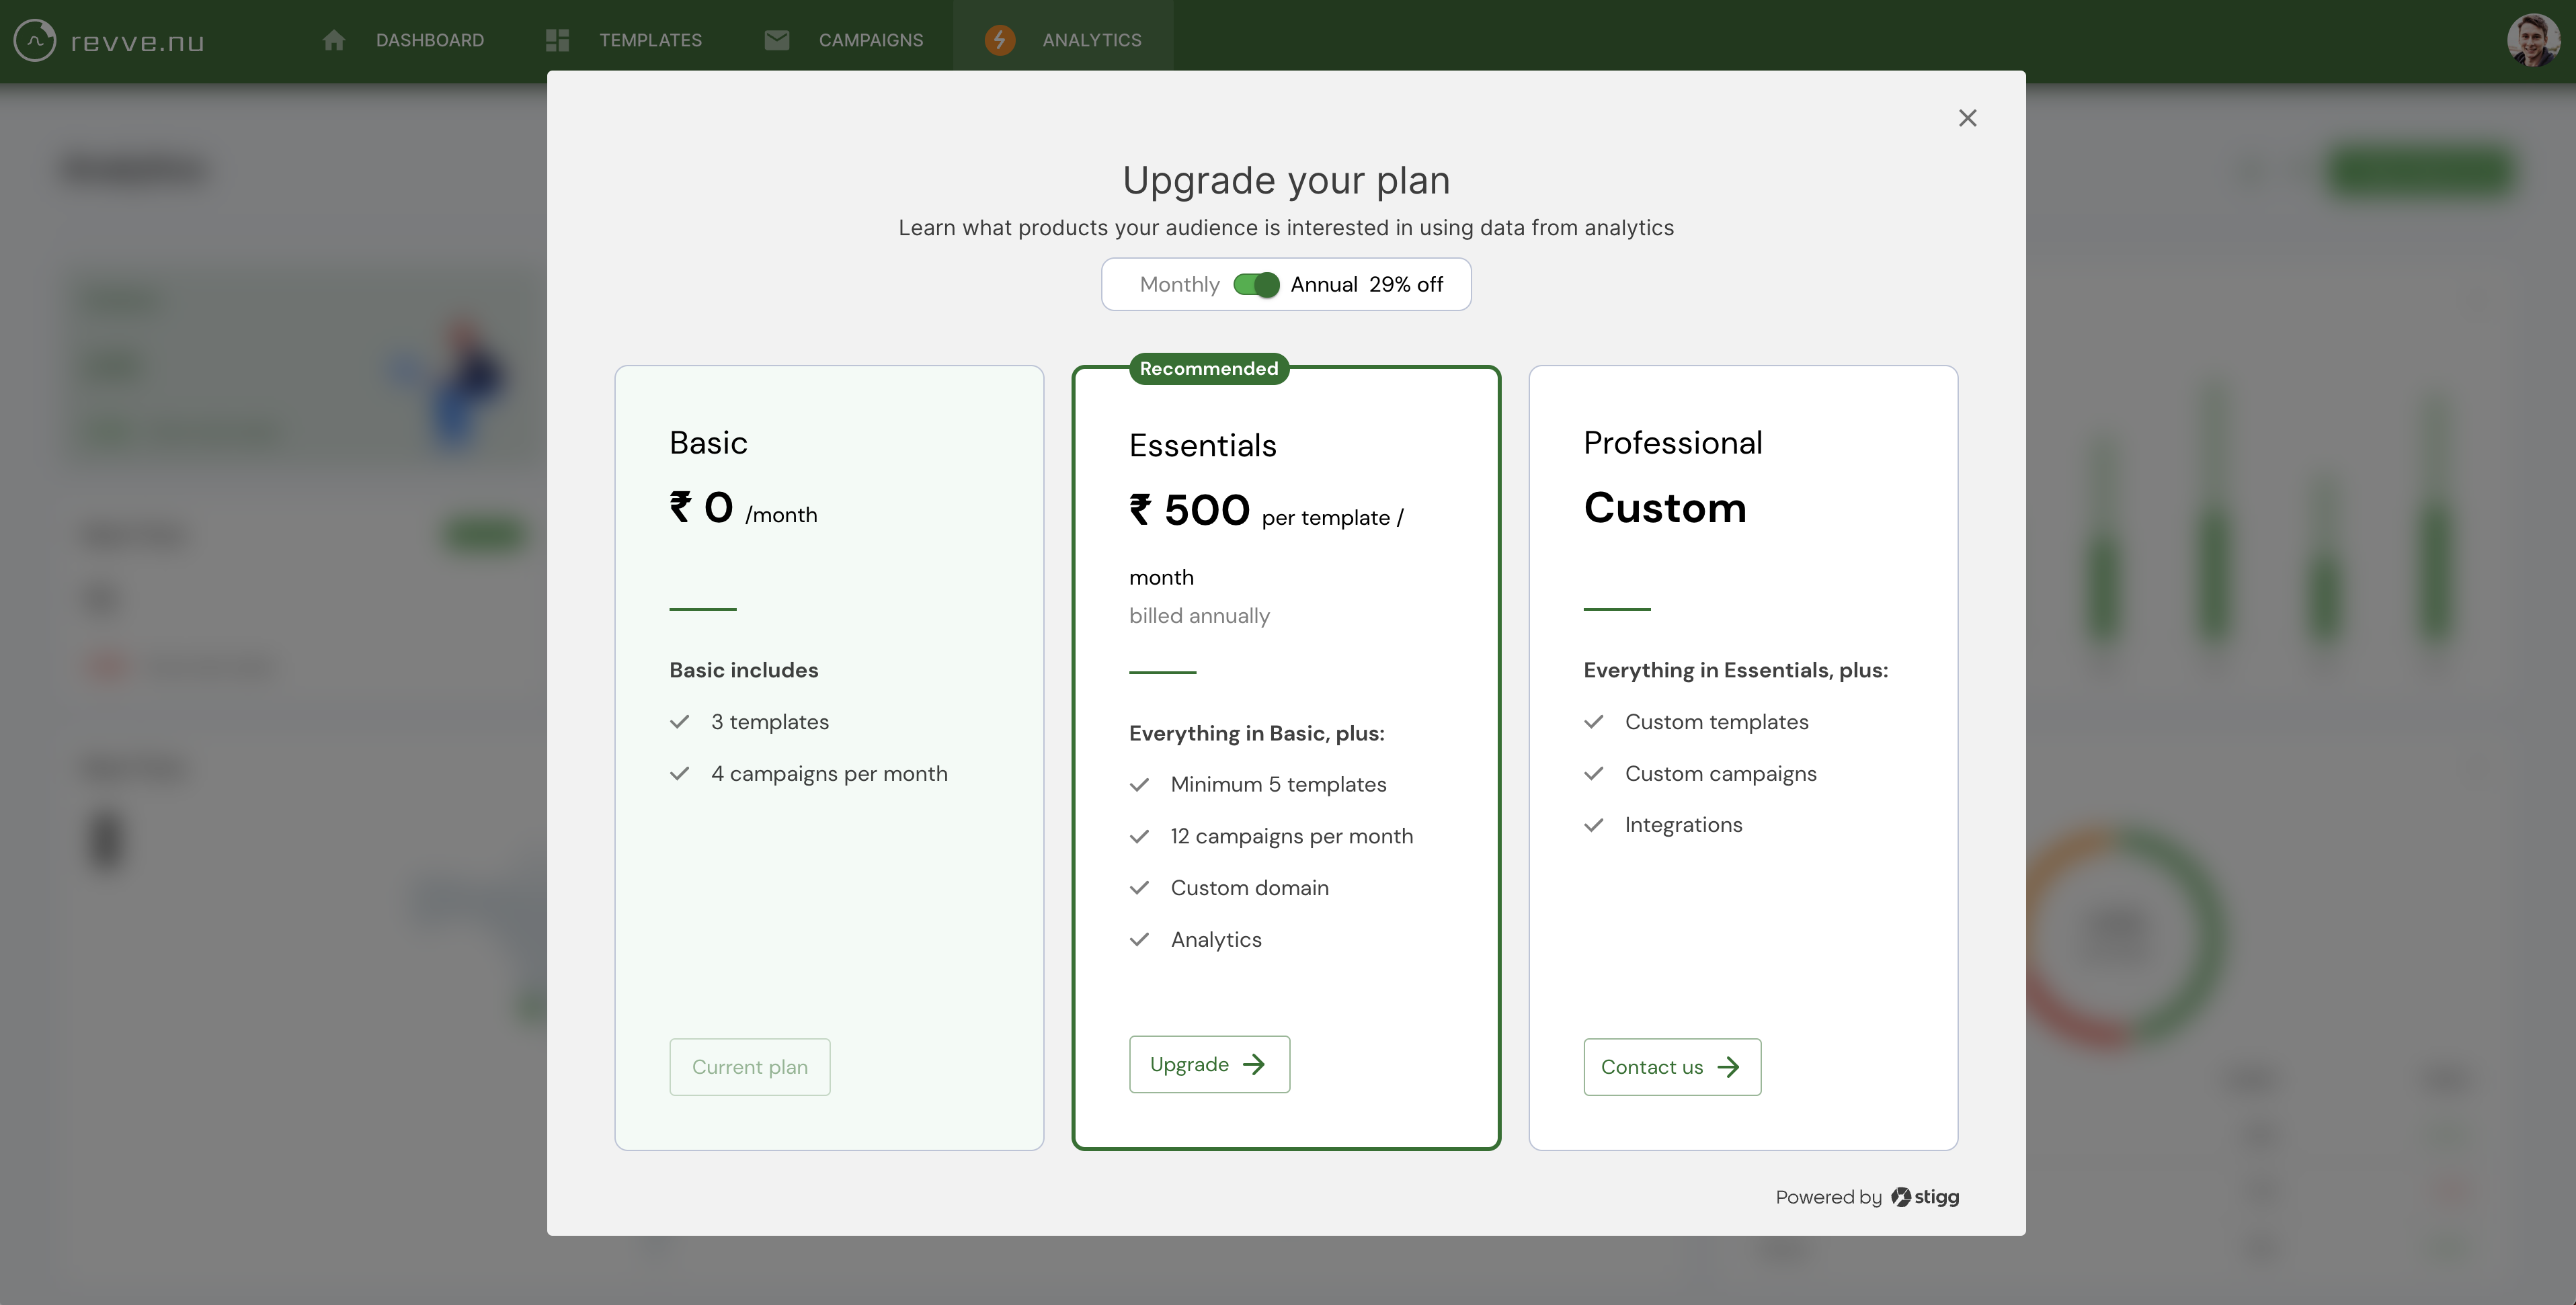 revve.nu
DASHBOARD
TEMPLATES
CAMPAIGNS
ANALYTICS
Upgrade your plan
Learn what products your audience is interested in using data from analytics
Monthly Annual 29% off
Basic
₹ 0 /month
Basic includes
3 templates
4 campaigns per month
Current plan
Recommended
Essentials
₹ 500 per template /
month
billed annually
Everything in Basic, plus:
Minimum 5 templates
12 campaigns per month
Custom domain
Analytics
Upgrade
Professional
Custom
Everything in Essentials, plus:
Custom templates
Custom campaigns
Integrations
Contact us
Powered by stigg